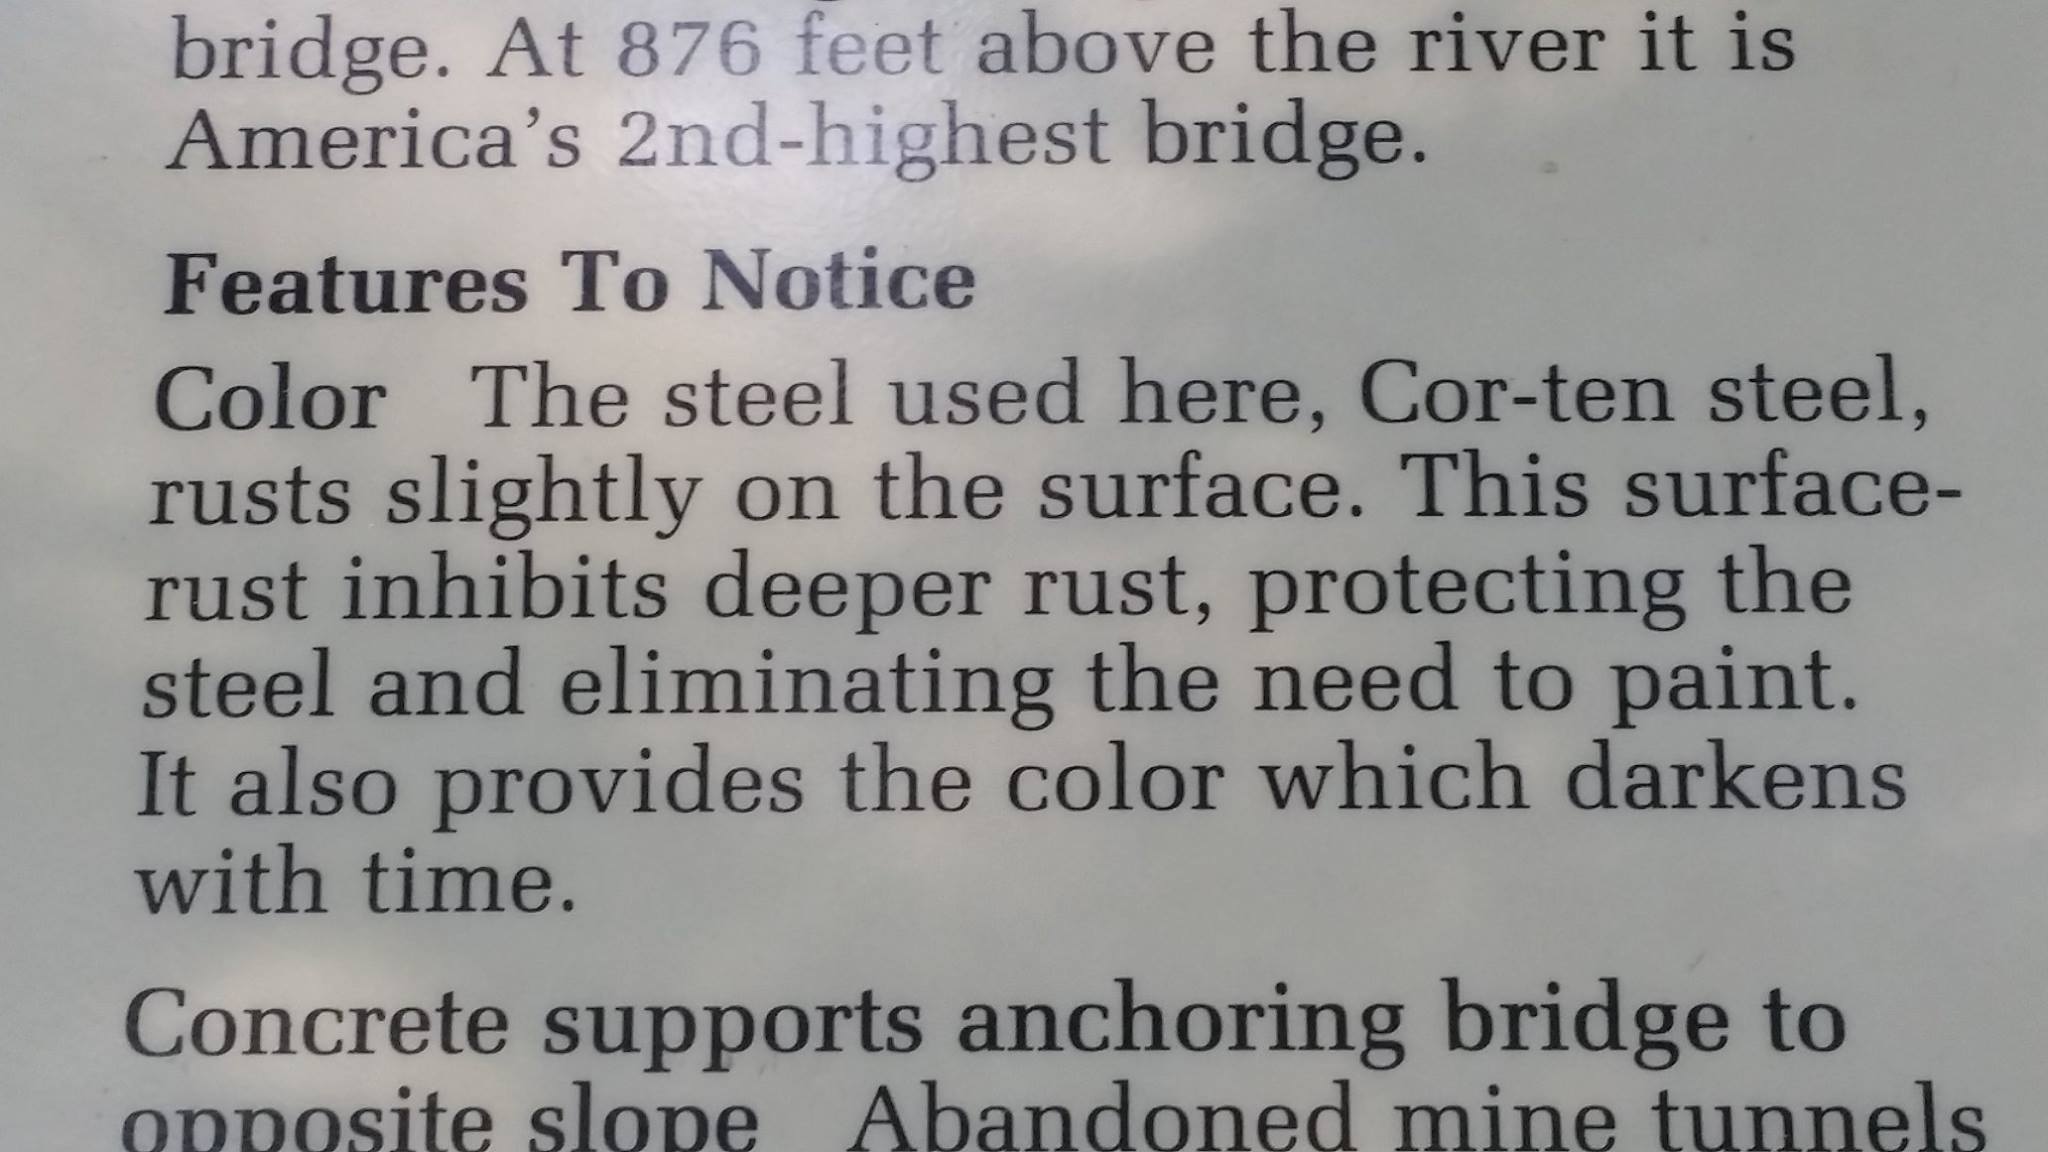 bridge. At 876 feet above the river it is
America's 2nd-highest bridge.
Features To Notice
Color The steel used here, Cor-ten steel,
rusts slightly on the surface. This surface-
rust inhibits deeper rust, protecting the
steel and eliminating the need to paint.
It also provides the color which darkens
with time.
Concrete supports anchoring bridge to
opposite slope Abandoned mine tunnels